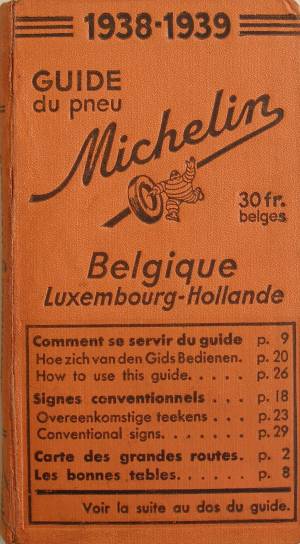 1938-1939
GUIDE
du pneu
Michelin
30 fr.
belges
Belgique
Luxembourg-Hollande
Comment se servir du guide p. 9
Hoe zich van den Gids Bedienen. p. 20
How to use this guide. . . . . . p. 26
Signes conventionnels . . . p. 18
Overeenkomstige teekens . . . p. 23
Conventional signs. . . . . . . p. 29
Carte des grandes routes. p. 2
Les bonnes tables. . . . . . p. 8
Voir la suite au dos du guide.